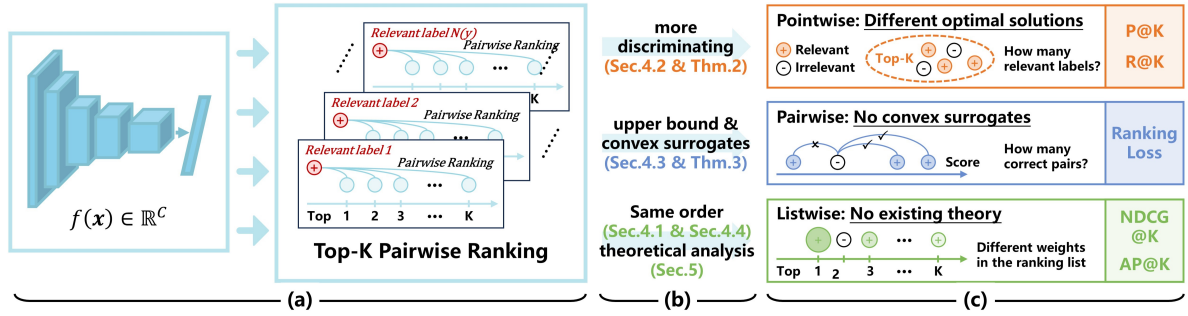 f(x) ∈ ℝ^C
Relevant label N(y)
Pairwise Ranking
+
...
K
Relevant label 2
Pairwise Ranking
+
Relevant label 1
Pairwise Ranking
+
...
Top 1 2 3 ... K
Top-K Pairwise Ranking
(a)
more
discriminating
(Sec.4.2 & Thm.2)
upper bound &
convex surrogates
(Sec.4.3 & Thm.3)
Same order
(Sec.4.1 & Sec.4.4)
theoretical analysis
(Sec.5)
(b)
Pointwise: Different optimal solutions
+ Relevant
- Irrelevant
Top-K
How many
relevant labels?
P@K
R@K
Pairwise: No convex surrogates
Score
How many
correct pairs?
Ranking
Loss
Listwise: No existing theory
Top 1 2 3 ... K
Different weights
in the ranking list
NDCG
@K
AP@K
(c)